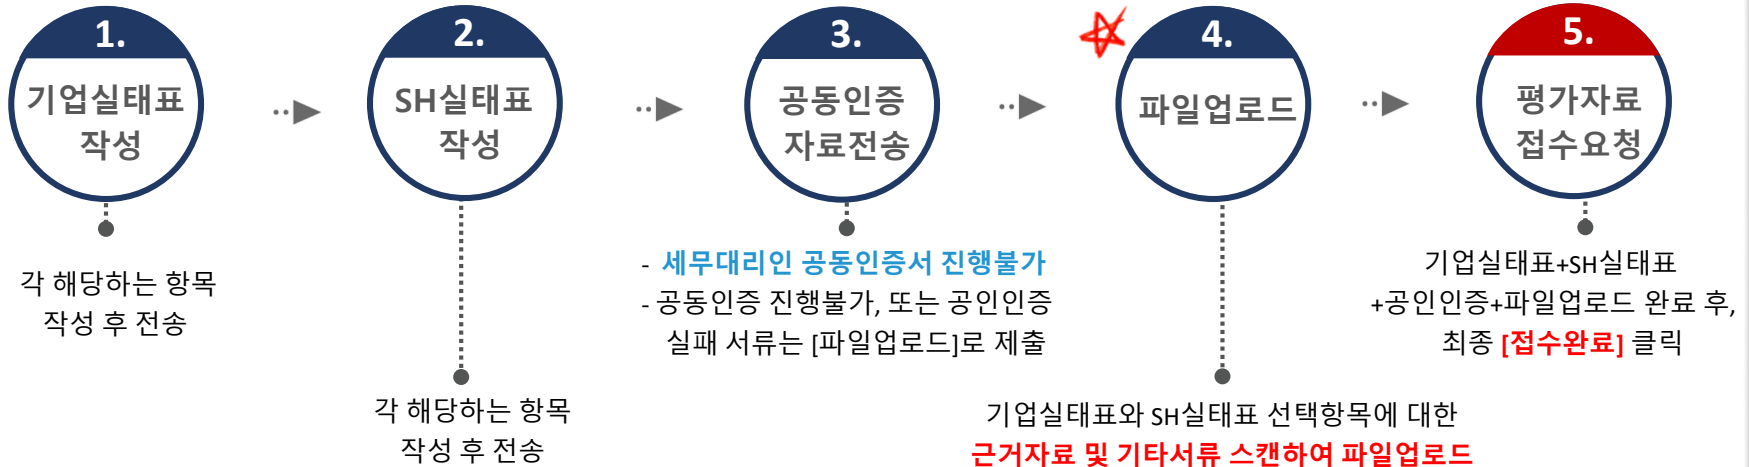 1.
기업실태표
작성
각 해당하는 항목
작성 후 전송
2.
SH실태표
작성
각 해당하는 항목
작성 후 전송
3.
공동인증
자료전송
- 세무대리인 공동인증서 진행불가
- 공동인증 진행불가, 또는 공인인증
실패 서류는 [파일업로드]로 제출
4.
파일업로드
기업실태표와 SH실태표 선택항목에 대한
근거자료 및 기타서류 스캔하여 파일업로드
5.
평가자료
접수요청
기업실태표+SH실태표
+공인인증+파일업로드 완료 후,
최종 [접수완료] 클릭